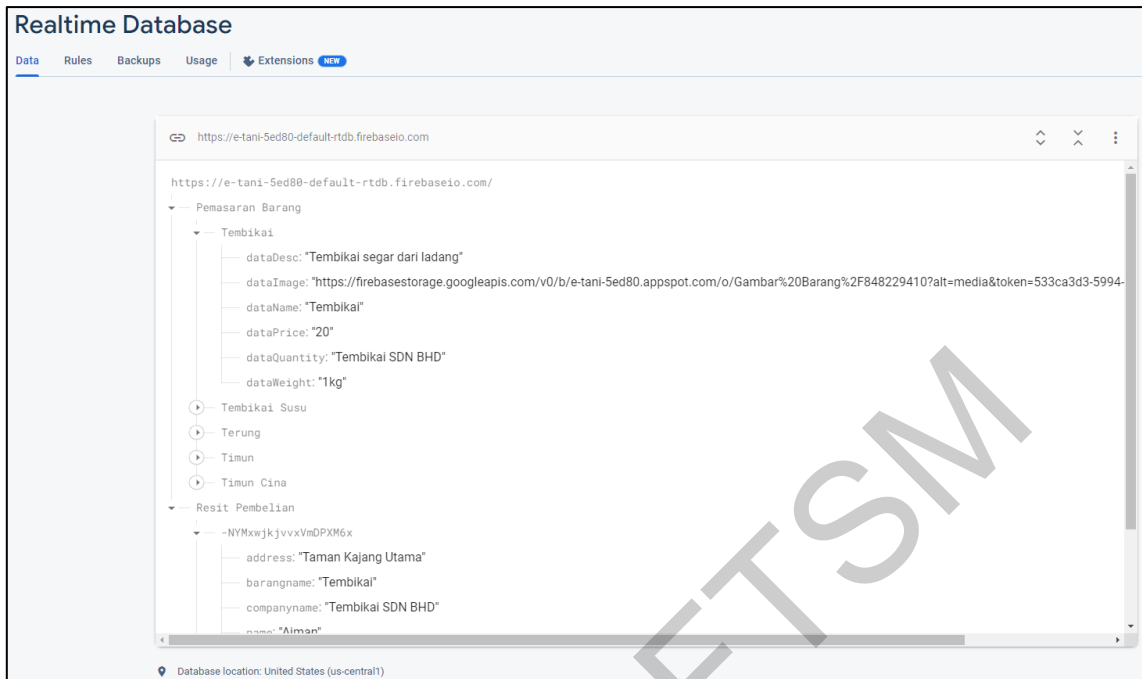 Realtime Database
Data Rules Backups Usage Extensions NEW
https://e-tani-5ed80-default-rtdb.firebaseio.com
https://e-tani-5ed80-default-rtdb.firebaseio.com/
Pemasaran Barang
Tembikai
dataDesc: "Tembikai segar dari ladang"
dataImage: "https://firebasestorage.googleapis.com/v0/b/e-tani-5ed80.appspot.com/o/Gambar%20Barang%2F848229410?alt=media&token=533ca3d3-5994-
dataName: "Tembikai"
dataPrice: "20"
dataQuantity: "Tembikai SDN BHD"
dataWeight: "1kg"
Tembikai Susu
Terung
Timun
Timun Cina
Resit Pembelian
-NYMxwjkjvvxVmDPXM6x
address: "Taman Kajang Utama"
barangname: "Tembikai"
companyname: "Tembikai SDN BHD"
name: "Aiman"
Database location: United States (us-central1)
ETSM